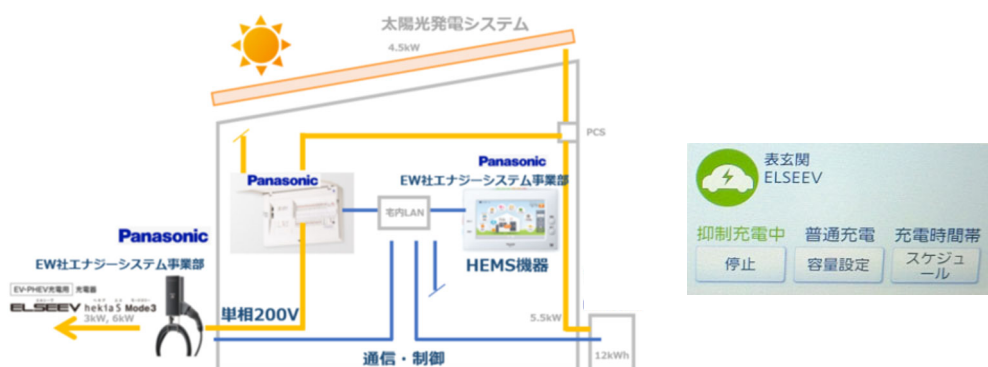 太陽光発電システム
4.5kW
PCS
Panasonic
Panasonic
EW社エナジーシステム事業部
宅内LAN
HEMS機器
Panasonic
EW社エナジーシステム事業部
EV・PHEV充電用 充電器
ELSEEV hekia S Mode3
3kW, 6kW
単相200V
5.5kW
12kWh
通信・制御
表玄関
ELSEEV
抑制充電中
普通充電
充電時間帯
停止
容量設定
スケジュ
ール